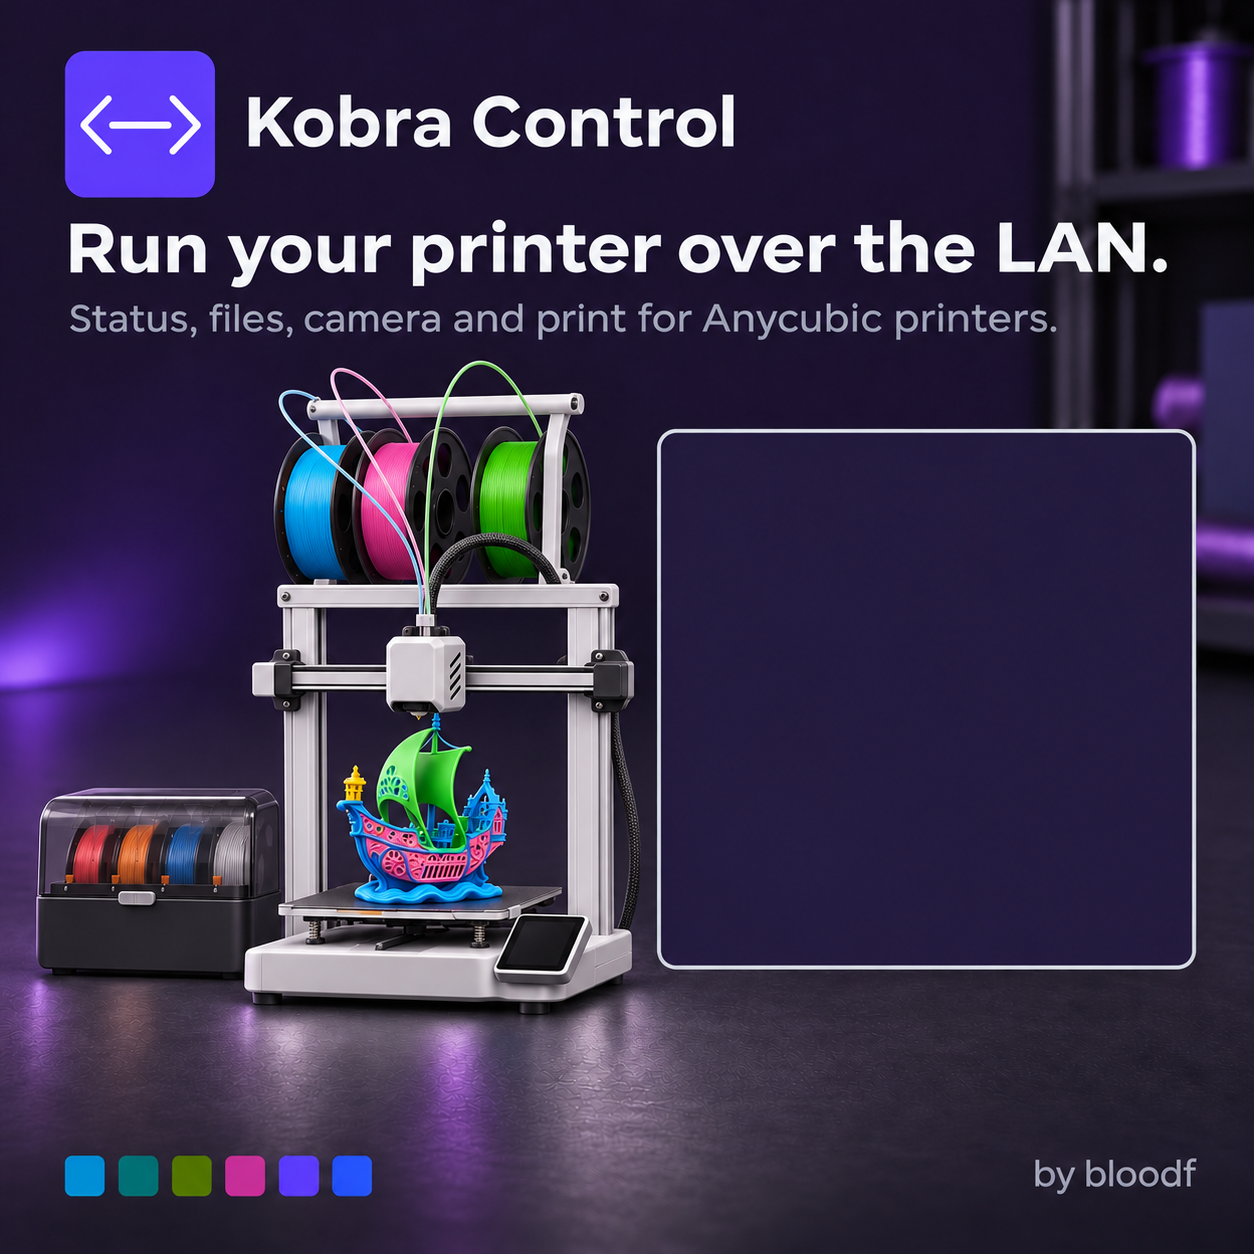 Kobra Control
Run your printer over the LAN.
Status, files, camera and print for Anycubic printers.
by bloodf